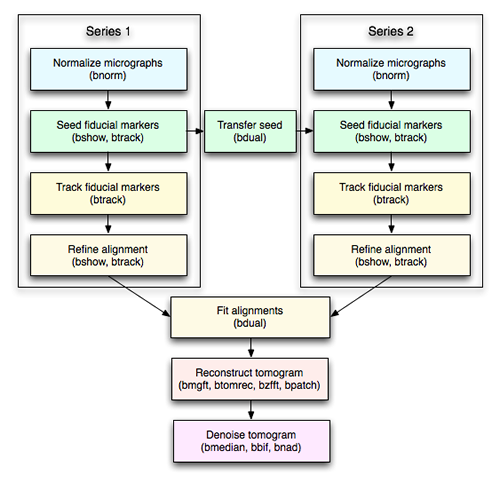 Series 1
Normalize micrographs
(bnorm)
Seed fiducial markers
(bshow, btrack)
Track fiducial markers
(btrack)
Refine alignment
(bshow, btrack)
Transfer seed
(bdual)
Series 2
Normalize micrographs
(bnorm)
Seed fiducial markers
(bshow, btrack)
Track fiducial markers
(btrack)
Refine alignment
(bshow, btrack)
Fit alignments
(bdual)
Reconstruct tomogram
(bmgft, btomrec, bzfft, bpatch)
Denoise tomogram
(bmedian, bbif, bnad)